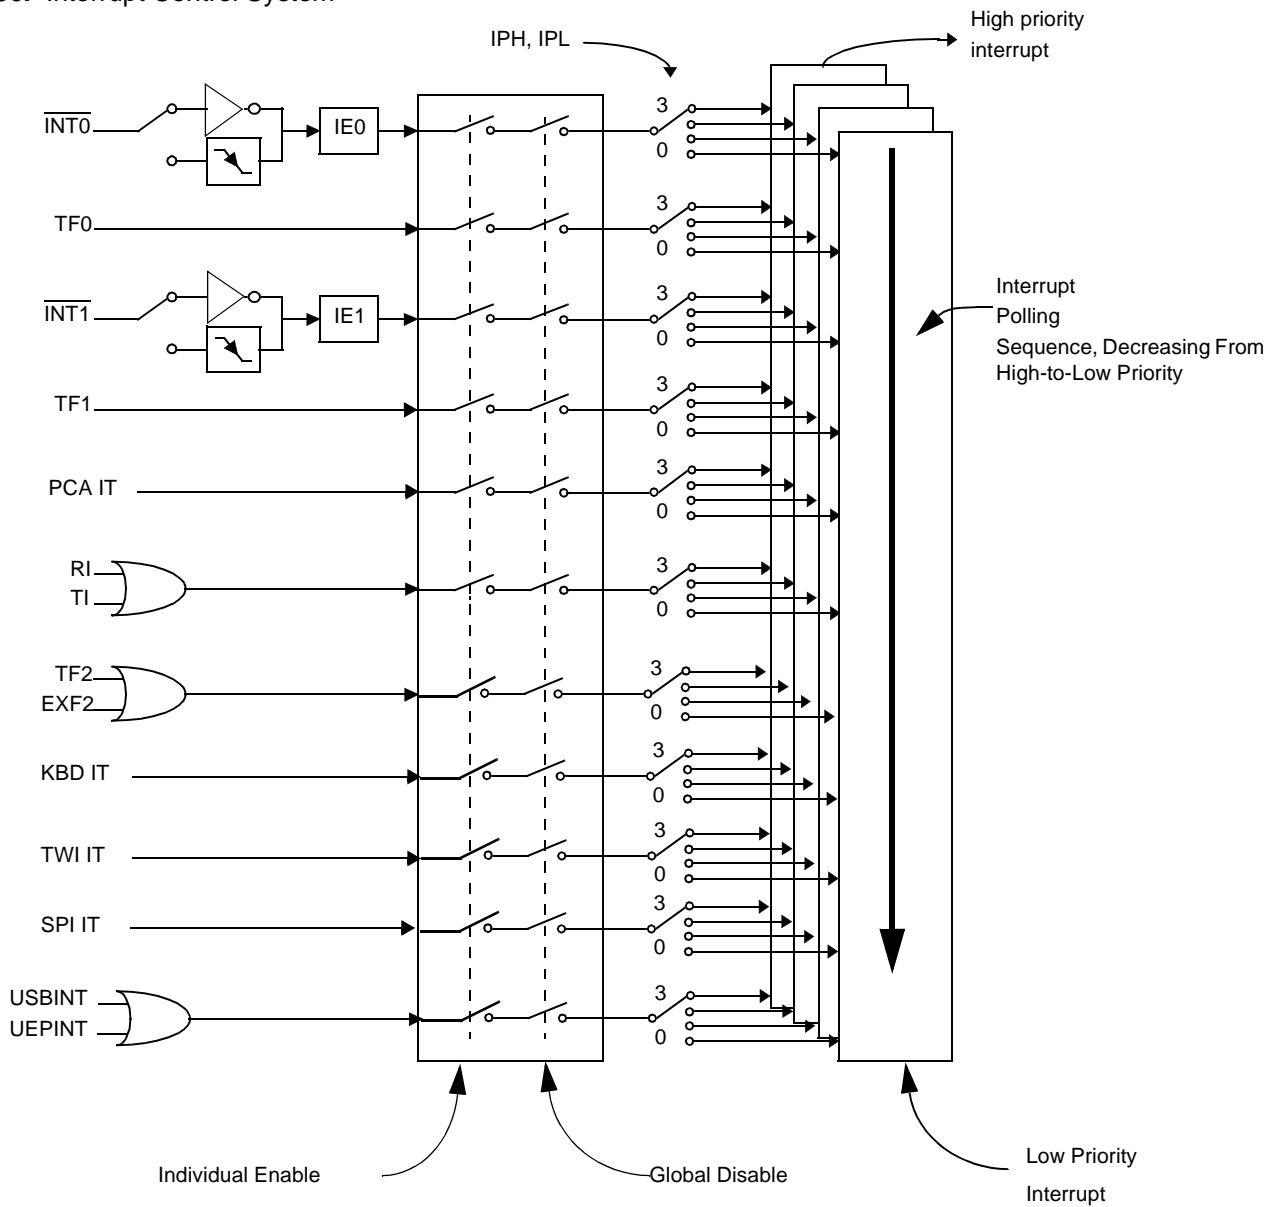 Interrupt Control System
High priority
interrupt
IPH, IPL
INT0
IE0
3
0
TF0
3
0
INT1
IE1
3
0
Interrupt
Polling
Sequence, Decreasing From
High-to-Low Priority
TF1
3
0
PCA IT
3
0
RI
TI
3
0
TF2
EXF2
3
0
KBD IT
3
0
TWI IT
3
0
SPI IT
3
0
USBINT
UEPINT
3
0
Individual Enable
Global Disable
Low Priority
Interrupt